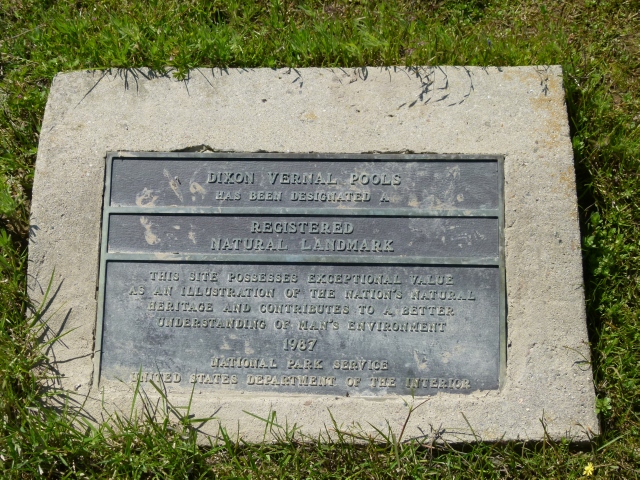 DIXON VERNAL POOLS
HAS BEEN DESIGNATED A
REGISTERED
NATURAL LANDMARK
THIS SITE POSSESSES EXCEPTIONAL VALUE
AS AN ILLUSTRATION OF THE NATION'S NATURAL
HERITAGE AND CONTRIBUTES TO A BETTER
UNDERSTANDING OF MAN'S ENVIRONMENT
1987
NATIONAL PARK SERVICE
UNITED STATES DEPARTMENT OF THE INTERIOR